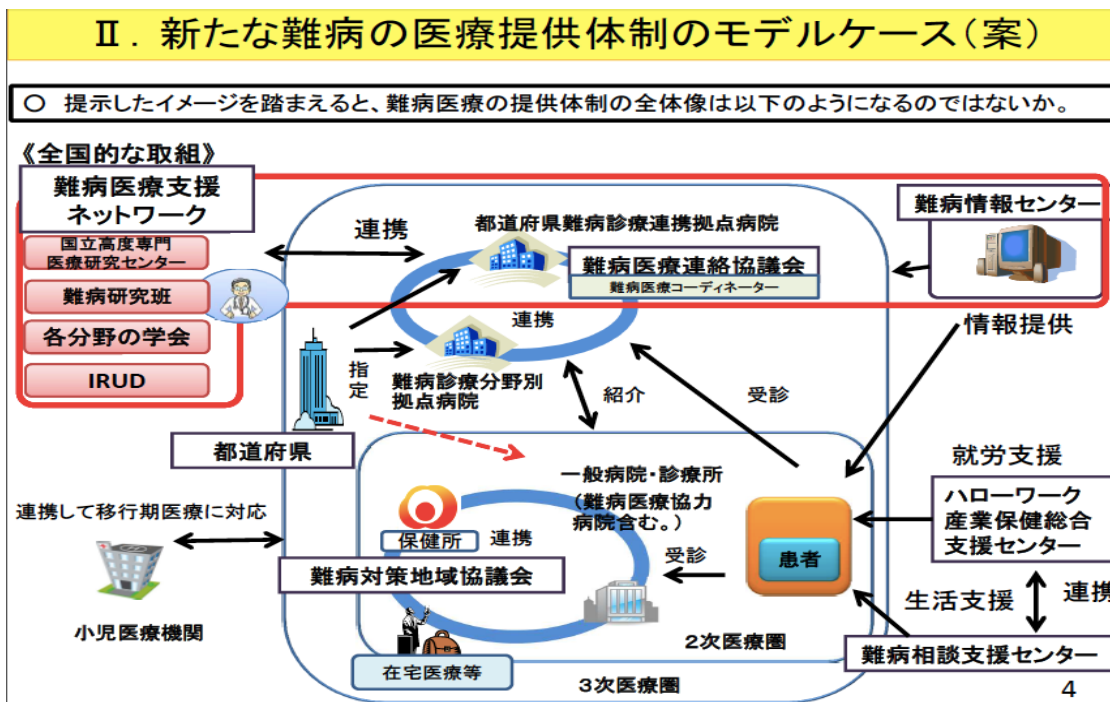 Ⅱ．新たな難病の医療提供体制のモデルケース（案）
○ 提示したイメージを踏まえると、難病医療の提供体制の全体像は以下のようになるのではないか。
《全国的な取組》
難病医療支援
ネットワーク
国立高度専門
医療研究センター
難病研究班
各分野の学会
IRUD
連携
都道府県難病診療連携拠点病院
難病医療連絡協議会
難病医療コーディネーター
連携
難病情報センター
情報提供
指定
難病診療分野別
拠点病院
紹介
受診
都道府県
連携して移行期医療に対応
小児医療機関
一般病院・診療所
（難病医療協力
病院含む。）
保健所
連携
難病対策地域協議会
受診
患者
在宅医療等
2次医療圏
3次医療圏
就労支援
ハローワーク
産業保健総合
支援センター
生活支援
連携
難病相談支援センター
4